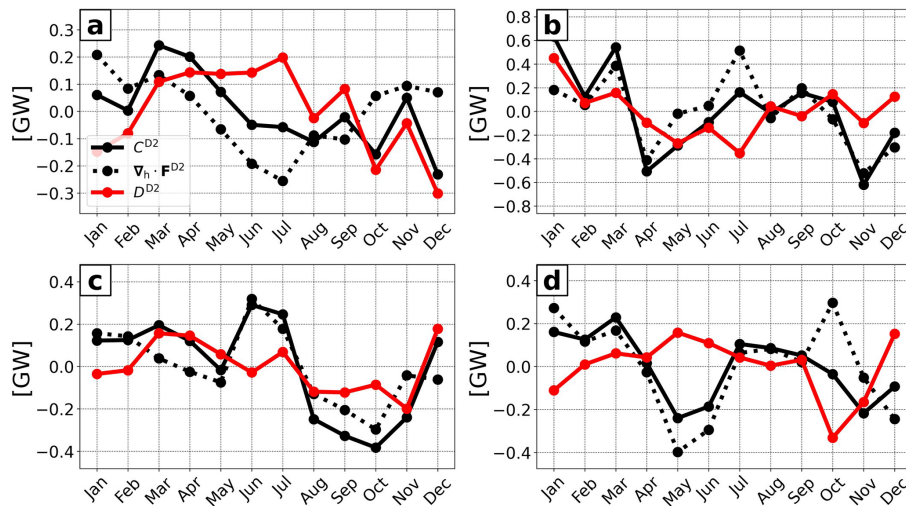 a
[GW]
0.3
0.2
0.1
0.0
−0.1
−0.2
−0.3
C^D2
∇h · F^D2
D^D2
Jan Feb Mar Apr May Jun Jul Aug Sep Oct Nov Dec
b
[GW]
0.8
0.6
0.4
0.2
0.0
−0.2
−0.4
−0.6
−0.8
Jan Feb Mar Apr May Jun Jul Aug Sep Oct Nov Dec
c
[GW]
0.4
0.2
0.0
−0.2
−0.4
Jan Feb Mar Apr May Jun Jul Aug Sep Oct Nov Dec
d
[GW]
0.4
0.2
0.0
−0.2
−0.4
Jan Feb Mar Apr May Jun Jul Aug Sep Oct Nov Dec